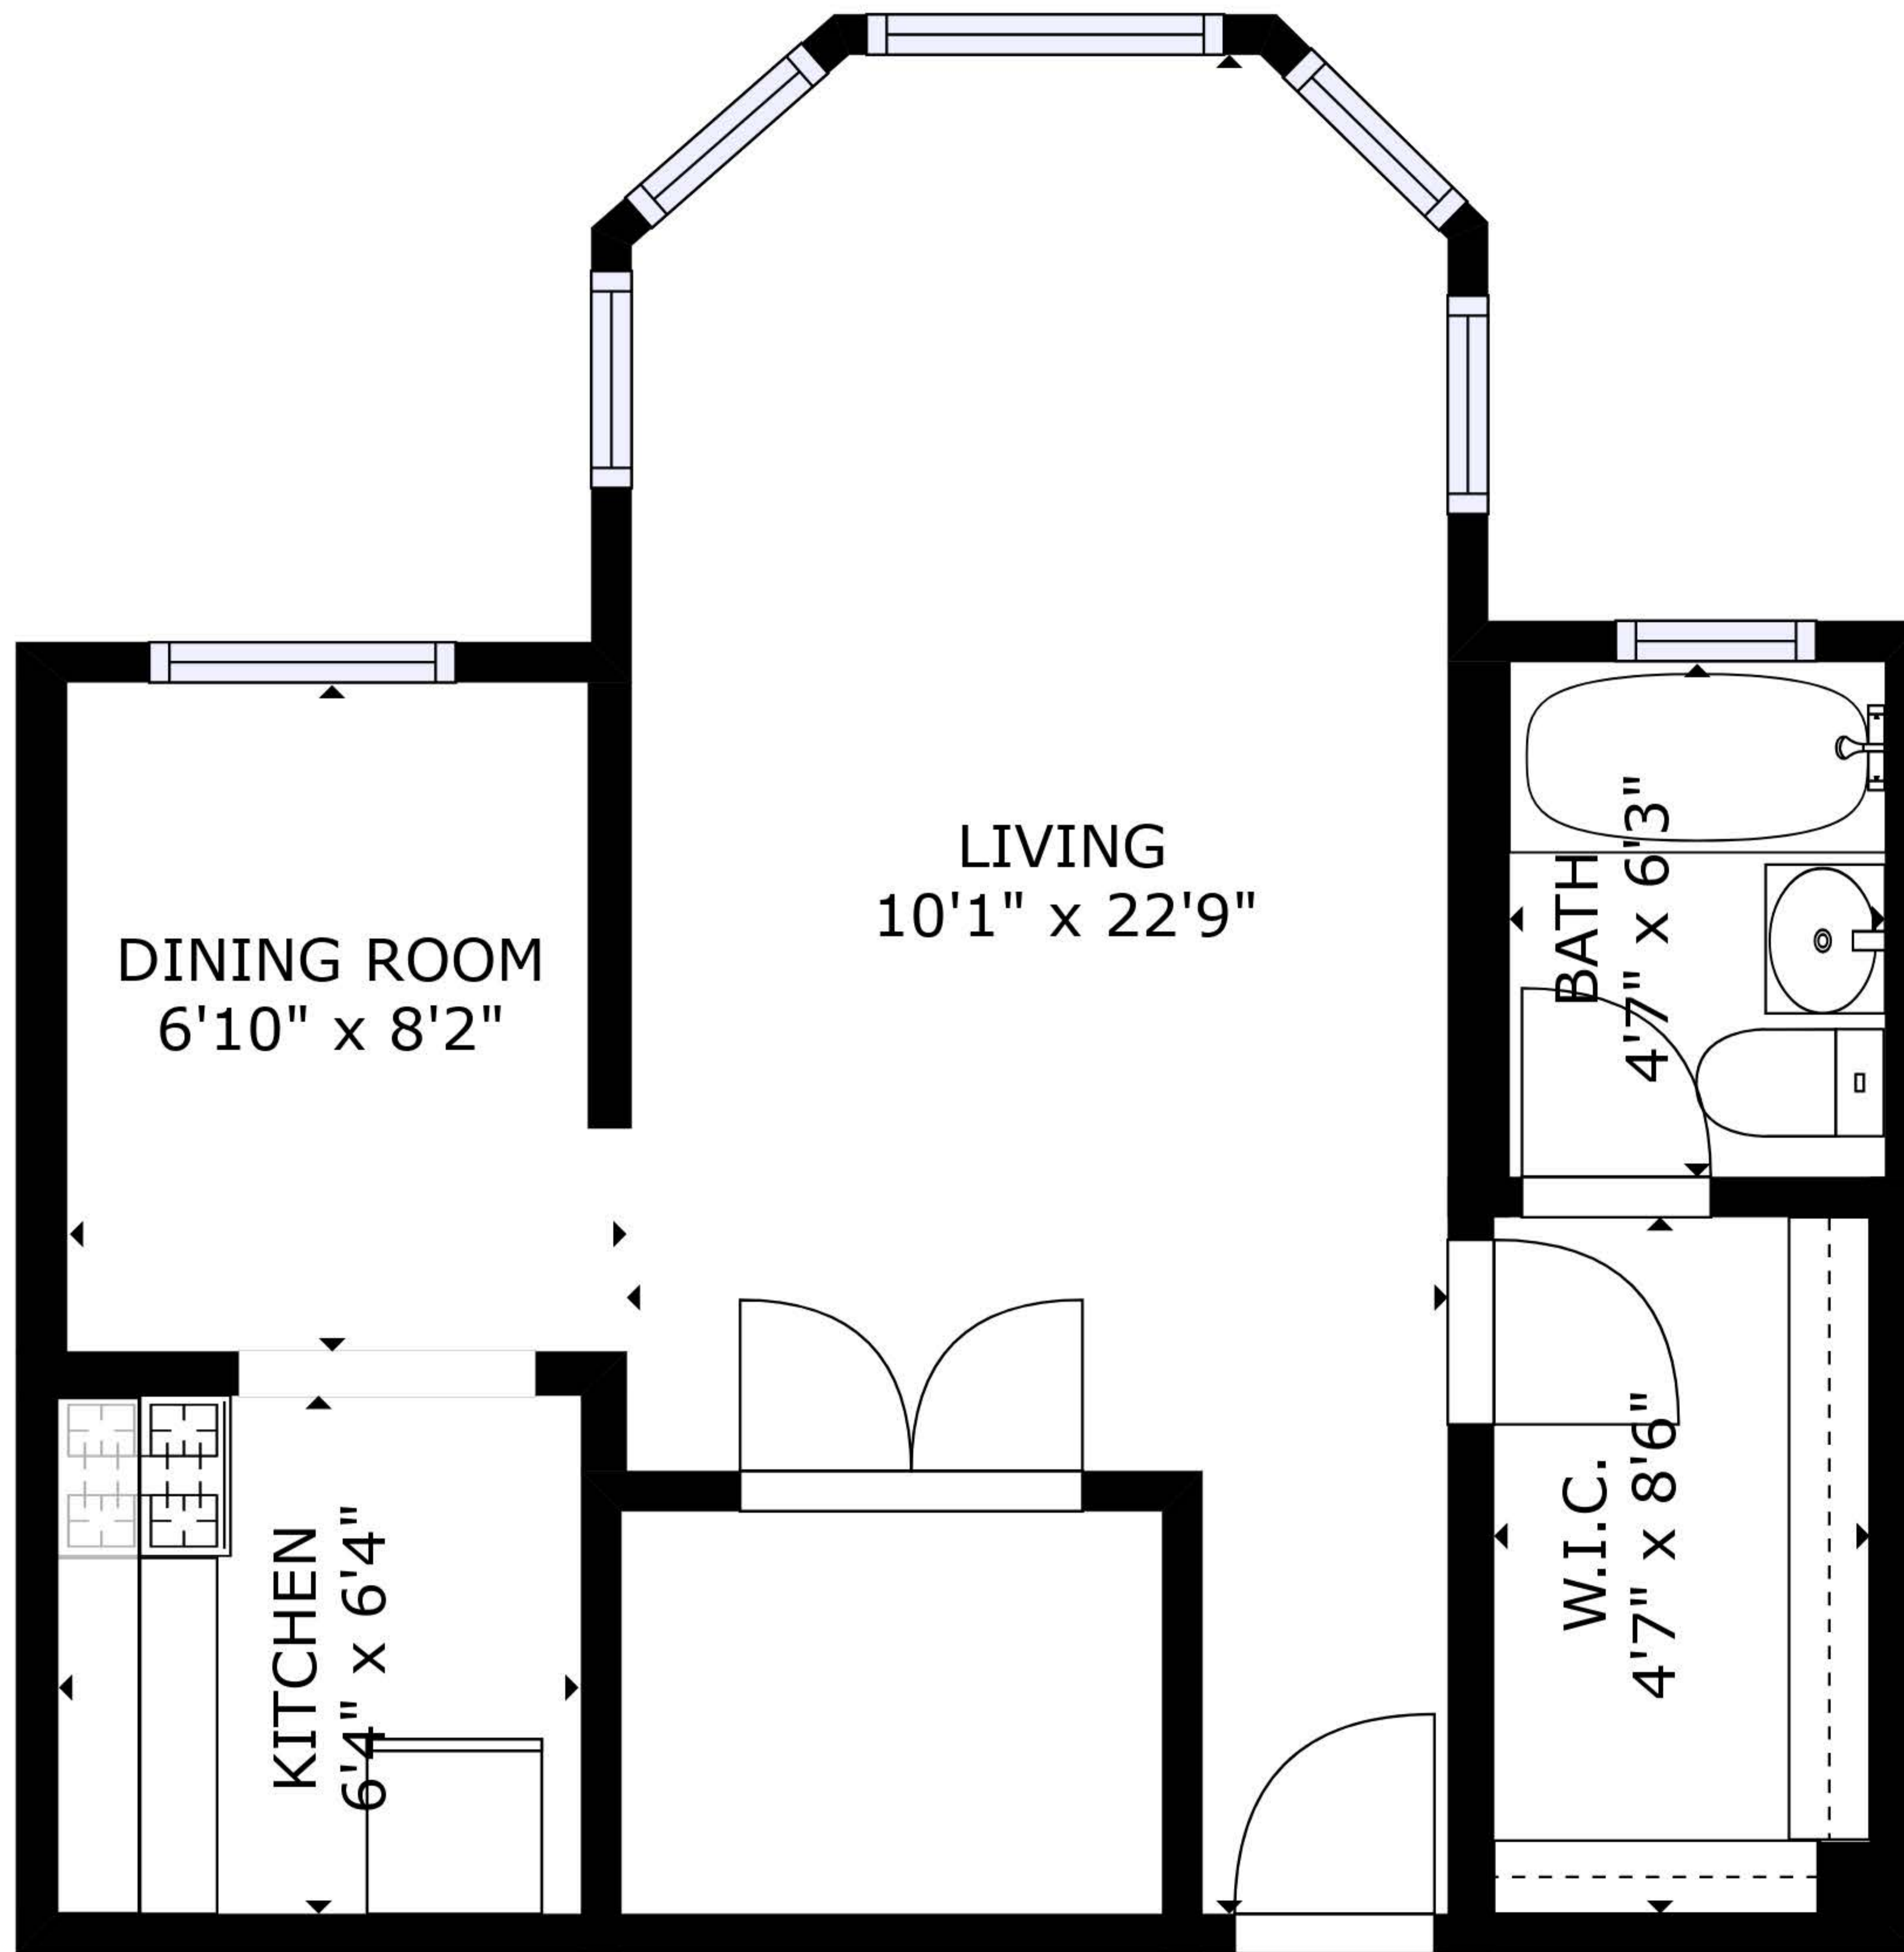 LIVING
10'1" x 22'9"
DINING ROOM
6'10" x 8'2"
BATH
4'7" x 6'3"
KITCHEN
6'4" x 6'4"
W.I.C.
4'7" x 8'6"